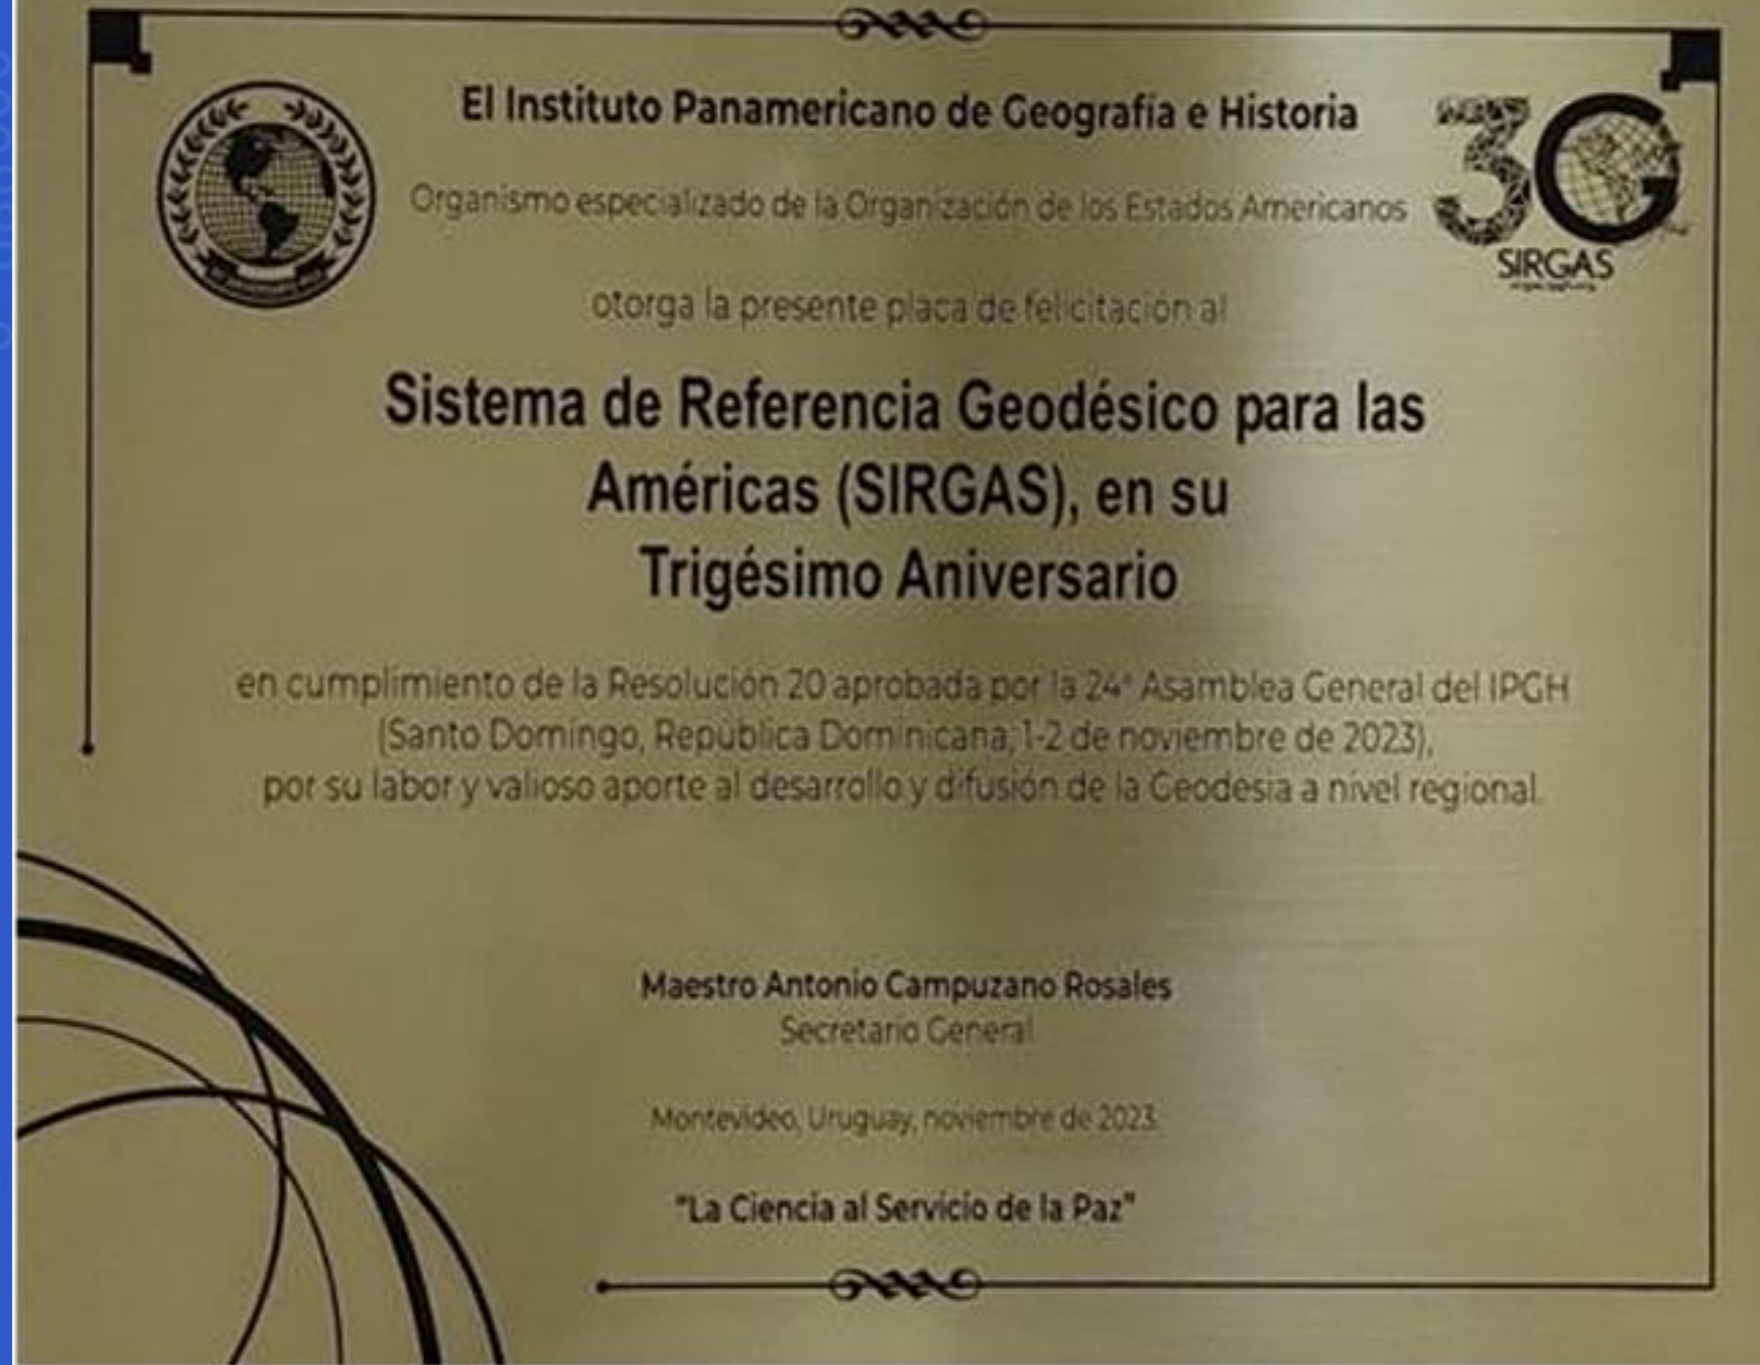 El Instituto Panamericano de Geografía e Historia
Organismo especializado de la Organización de los Estados Americanos
SIRGAS
otorga la presente placa de felicitación al
Sistema de Referencia Geodésico para las
Américas (SIRGAS), en su
Trigésimo Aniversario
en cumplimiento de la Resolución 20 aprobada por la 24ª Asamblea General del IPGH
(Santo Domingo, República Dominicana, 1-2 de noviembre de 2023),
por su labor y valioso aporte al desarrollo y difusión de la Geodesia a nivel regional.
Maestro Antonio Campuzano Rosales
Secretario General
Montevideo, Uruguay, noviembre de 2023.
"La Ciencia al Servicio de la Paz"